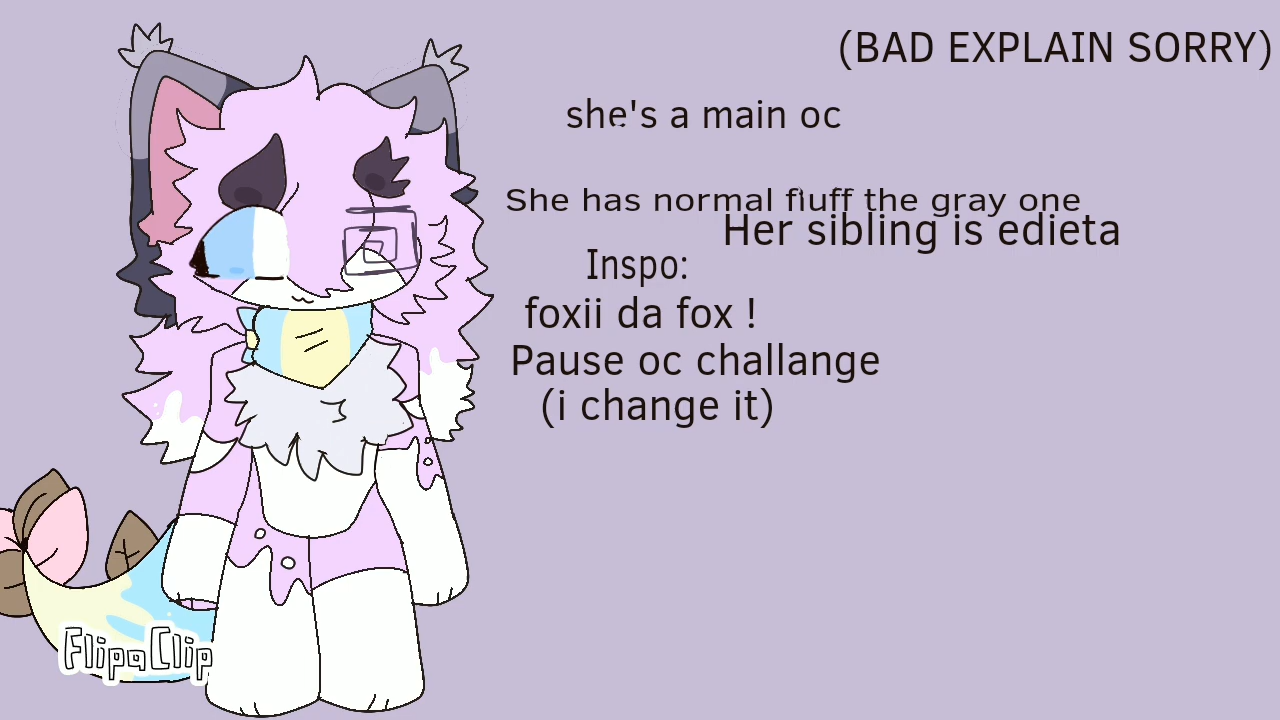 (BAD EXPLAIN SORRY)
she's a main oc
She has normal fluff the gray one
Her sibling is edieta
Inspo:
foxii da fox !
Pause oc challange
(i change it)
FlipaClip